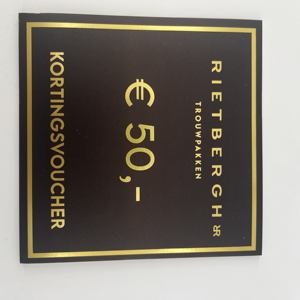 RIETBERGH
TROUWPAKKEN
€ 50,-
KORTINGSVOUCHER